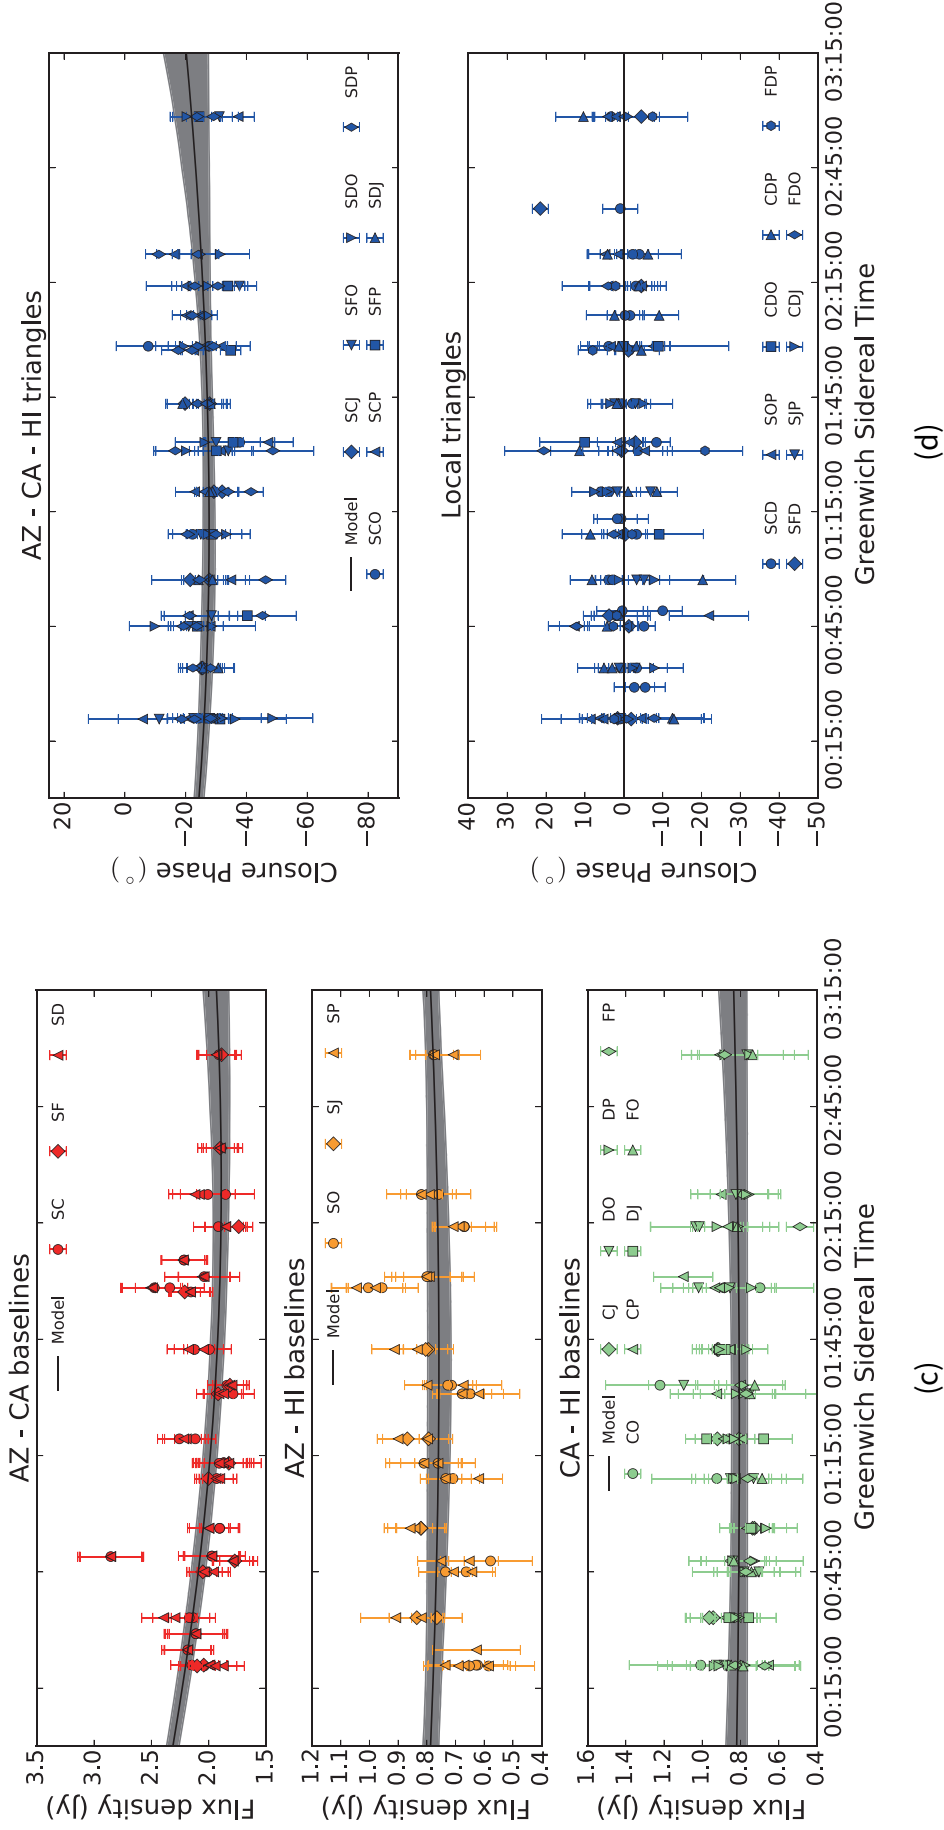 AZ - CA baselines
Flux density (Jy)
3.5
3.0
2.5
2.0
1.5
Model
SC
SF
SD
AZ - HI baselines
Flux density (Jy)
1.2
1.1
1.0
0.9
0.8
0.7
0.6
0.5
0.4
Model
SO
SJ
SP
CA - HI baselines
Flux density (Jy)
1.6
1.4
1.2
1.0
0.8
0.6
0.4
Model
CJ
DO
DP
FP
CO
CP
DJ
FO
00:15:00 00:45:00 01:15:00 01:45:00 02:15:00 02:45:00 03:15:00
Greenwich Sidereal Time
(c)
AZ - CA - HI triangles
Closure Phase (°)
20
0
−20
−40
−60
−80
Model
SCJ
SFO
SDO
SDP
SCO
SCP
SFP
SDJ
Local triangles
Closure Phase (°)
40
30
20
10
0
−10
−20
−30
−40
−50
SCD
SOP
CDO
CDP
FDP
SFD
SJP
CDJ
FDO
00:15:00 00:45:00 01:15:00 01:45:00 02:15:00 02:45:00 03:15:00
Greenwich Sidereal Time
(d)